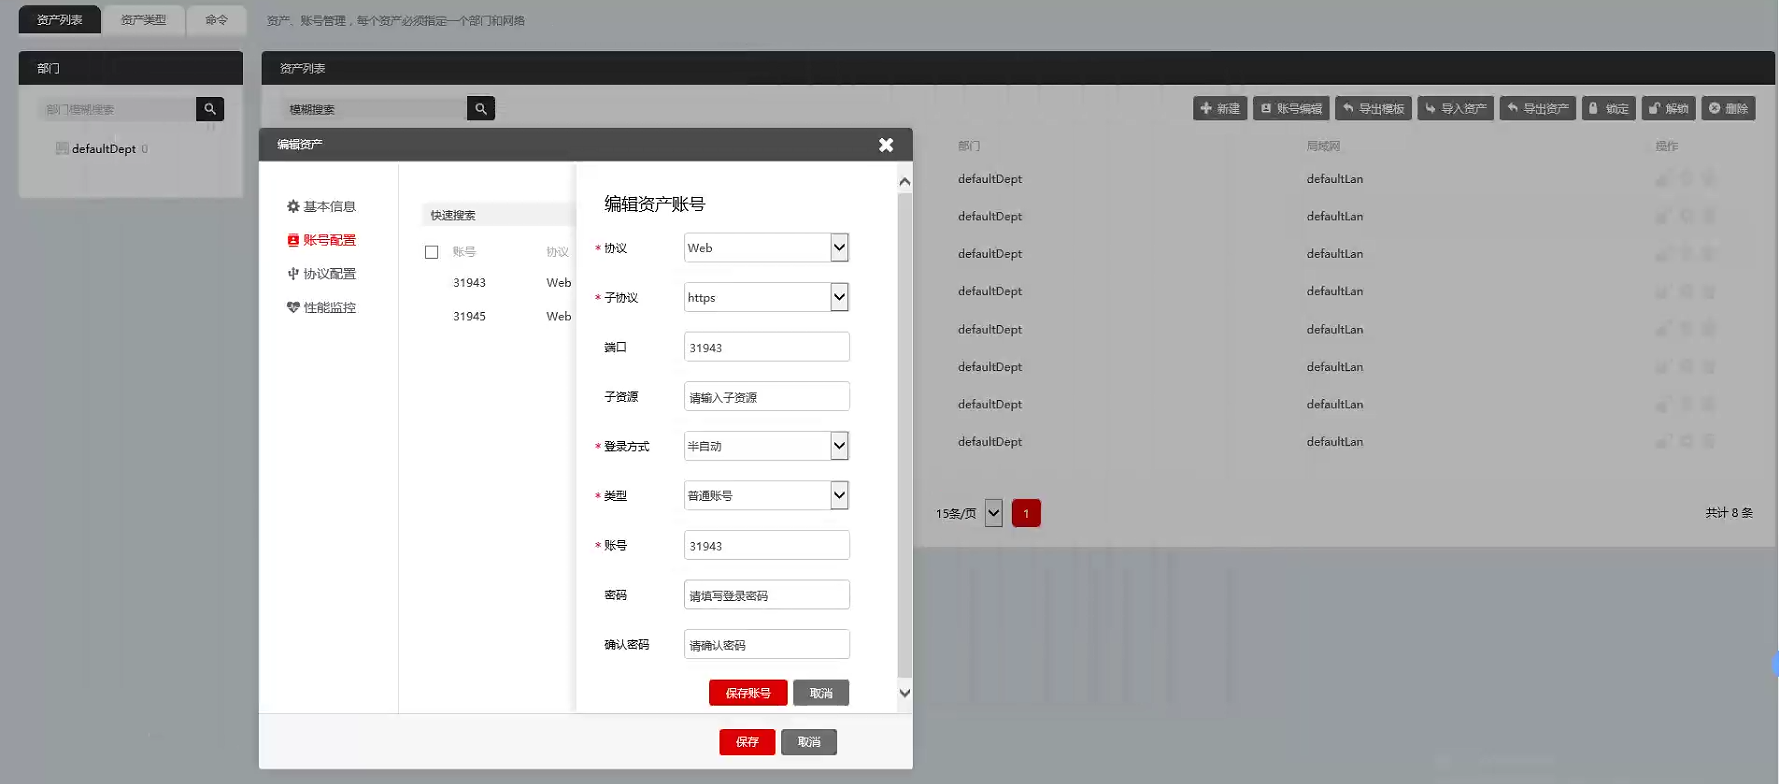 资产列表 资产类型 命令 资产、账号管理，每个资产必须指定一个部门和网络
部门
部门模糊搜索
defaultDept 0
资产列表
模糊搜索
新建 账号编辑 导出模板 导入资产 导出资产 锁定 解锁 删除
部门 局域网 操作
defaultDept defaultLan
defaultDept defaultLan
defaultDept defaultLan
defaultDept defaultLan
defaultDept defaultLan
defaultDept defaultLan
defaultDept defaultLan
defaultDept defaultLan
15条/页 1 共计 8 条
编辑资产
基本信息
账号配置
协议配置
性能监控
快速搜索
账号 协议
31943 Web
31945 Web
编辑资产账号
* 协议 Web
* 子协议 https
端口 31943
子资源 请输入子资源
* 登录方式 半自动
* 类型 普通账号
* 账号 31943
密码 请填写登录密码
确认密码 请确认密码
保存账号 取消
保存 取消